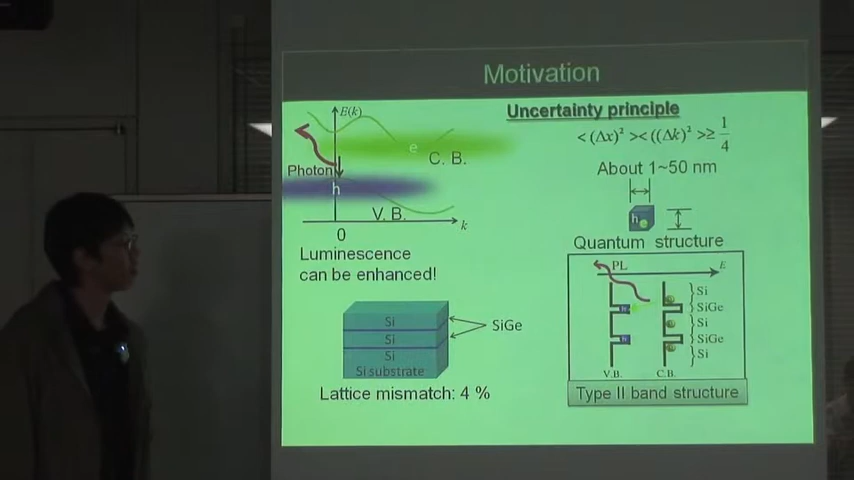 Motivation
E(k)
e
C. B.
Photon
h
V. B.
k
0
Luminescence
can be enhanced!
Si
SiGe
Si
Si
Si substrate
Lattice mismatch: 4 %
Uncertainty principle
<(Δx)²><((Δk)²>≥ 1/4
About 1~50 nm
h
Quantum structure
PL
E
Si
SiGe
Si
SiGe
Si
V.B.
C.B.
Type II band structure